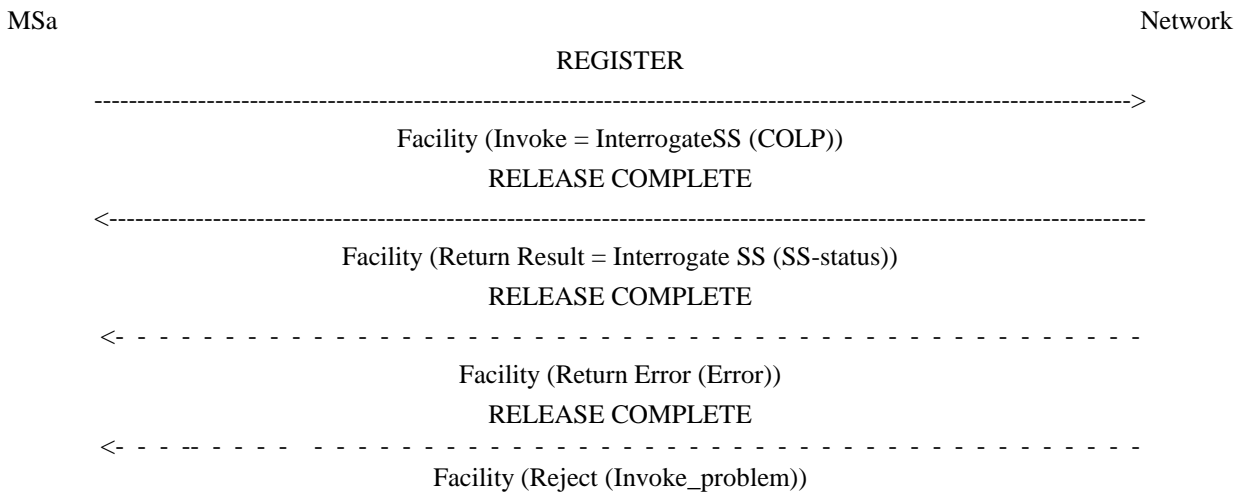 MSa Network
REGISTER
------------------------------------------------------------------------------------------------------------------------>
Facility (Invoke = InterrogateSS (COLP))
RELEASE COMPLETE
<------------------------------------------------------------------------------------------------------------------------
Facility (Return Result = Interrogate SS (SS-status))
RELEASE COMPLETE
<- - - - - - - - - - - - - - - - - - - - - - - - - - - - - - - - - - - - - - - - - - - - - - - -
Facility (Return Error (Error))
RELEASE COMPLETE
<- - - -- - - - - - - - - - - - - - - - - - - - - - - - - - - - - - - - - - - - - - - - - - - -
Facility (Reject (Invoke_problem))